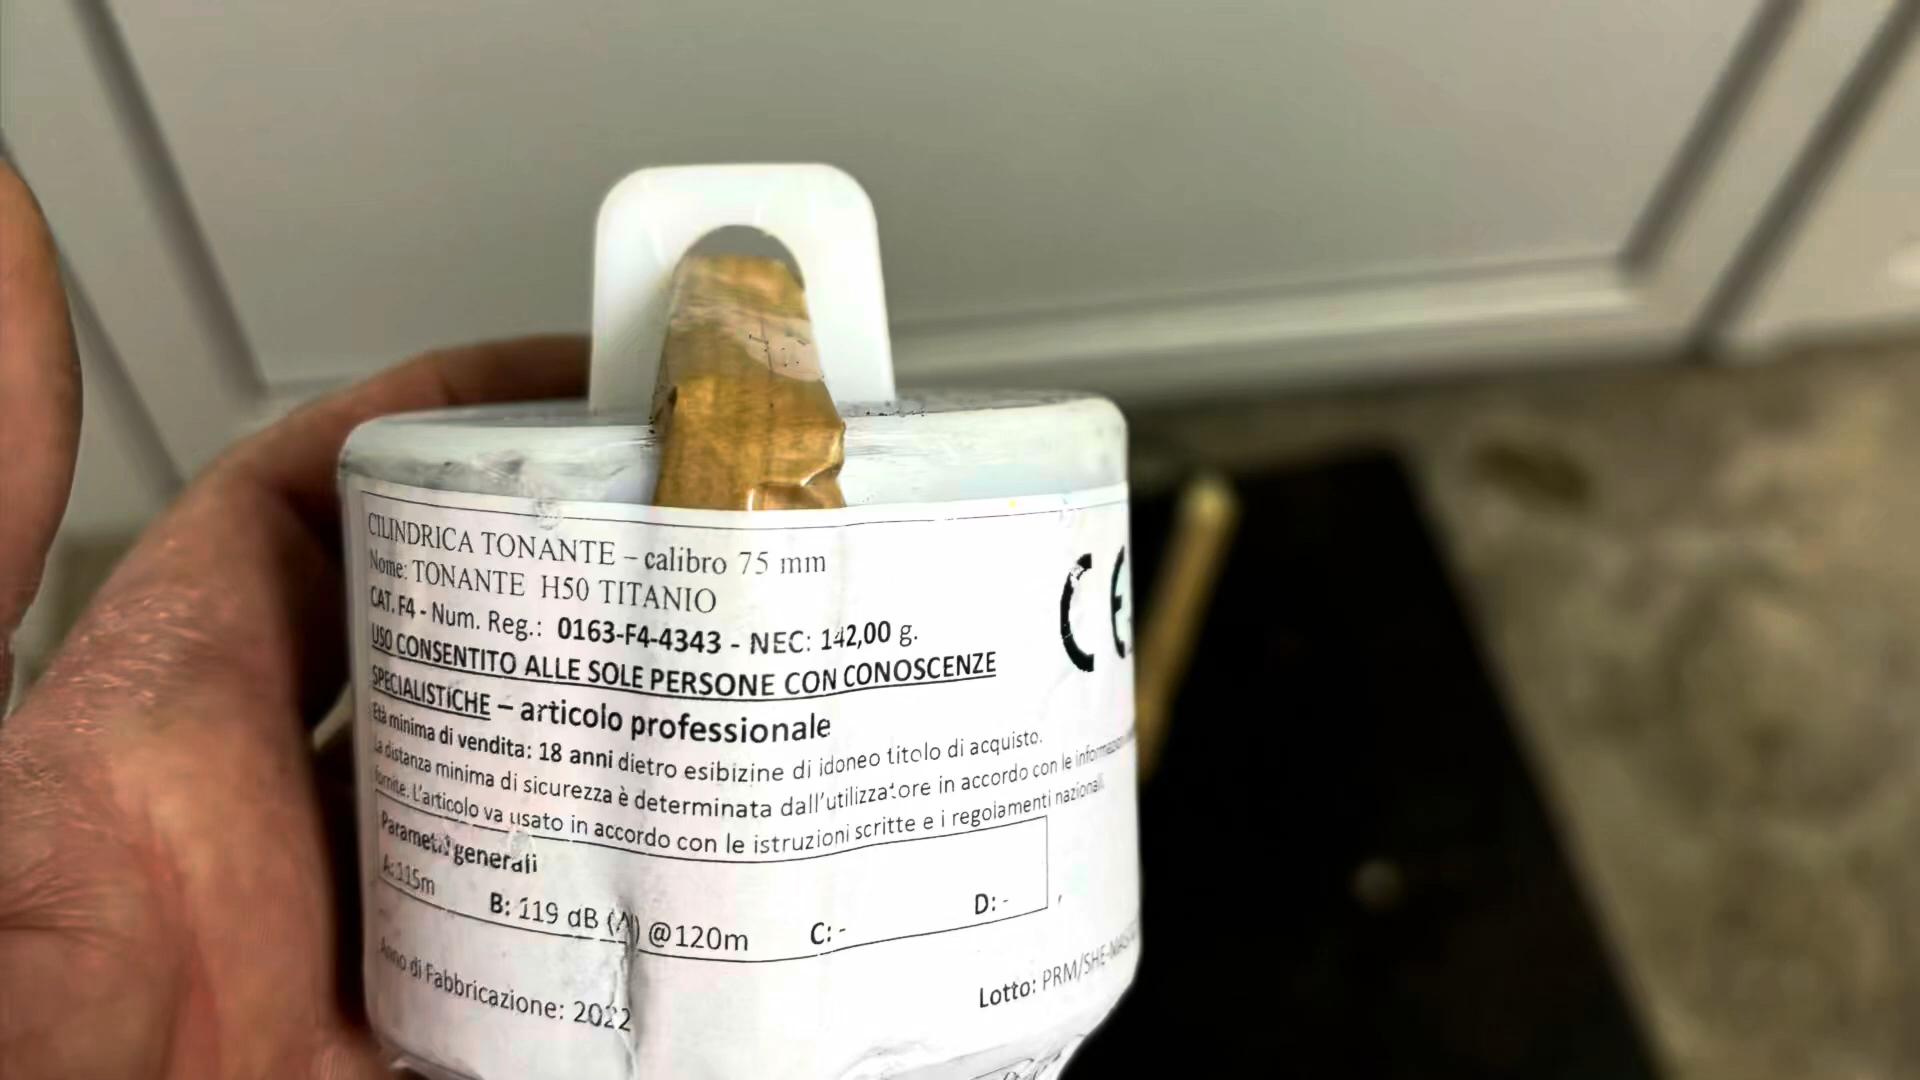 CILINDRICA TONANTE – calibro 75 mm
Nome: TONANTE H50 TITANIO
CAT. F4 - Num. Reg.: 0163-F4-4343 - NEC: 142,00 g.
USO CONSENTITO ALLE SOLE PERSONE CON CONOSCENZE
SPECIALISTICHE – articolo professionale
Età minima di vendita: 18 anni dietro esibizine di idoneo titolo di acquisto.
La distanza minima di sicurezza è determinata dall'utilizzatore in accordo con le informazioni
fornite. L'articolo va usato in accordo con le istruzioni scritte e i regolamenti nazionali
Parametri generali
A: 115m B: 119 dB (A) @120m C: - D: -
Anno di Fabbricazione: 2022
Lotto: PRM/SHE-
CE